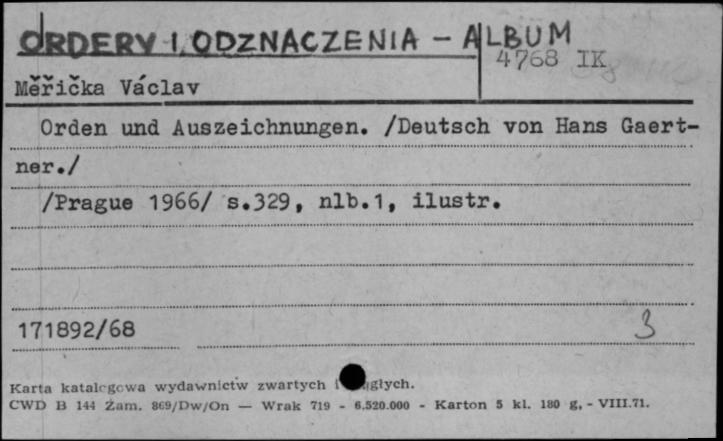 ORDERY I ODZNACZENIA - ALBUM
4768 IK
Měřička Václav
Orden und Auszeichnungen. /Deutsch von Hans Gaert-
ner./
/Prague 1966/ s.329, nlb.1, ilustr.
171892/68
3
Karta katalogowa wydawnictw zwartych i
CWD B 144 Zam. 869/Dw/On — Wrak 719 - 6.520.000 - Karton 5 kl. 180 g, - VIII.71.